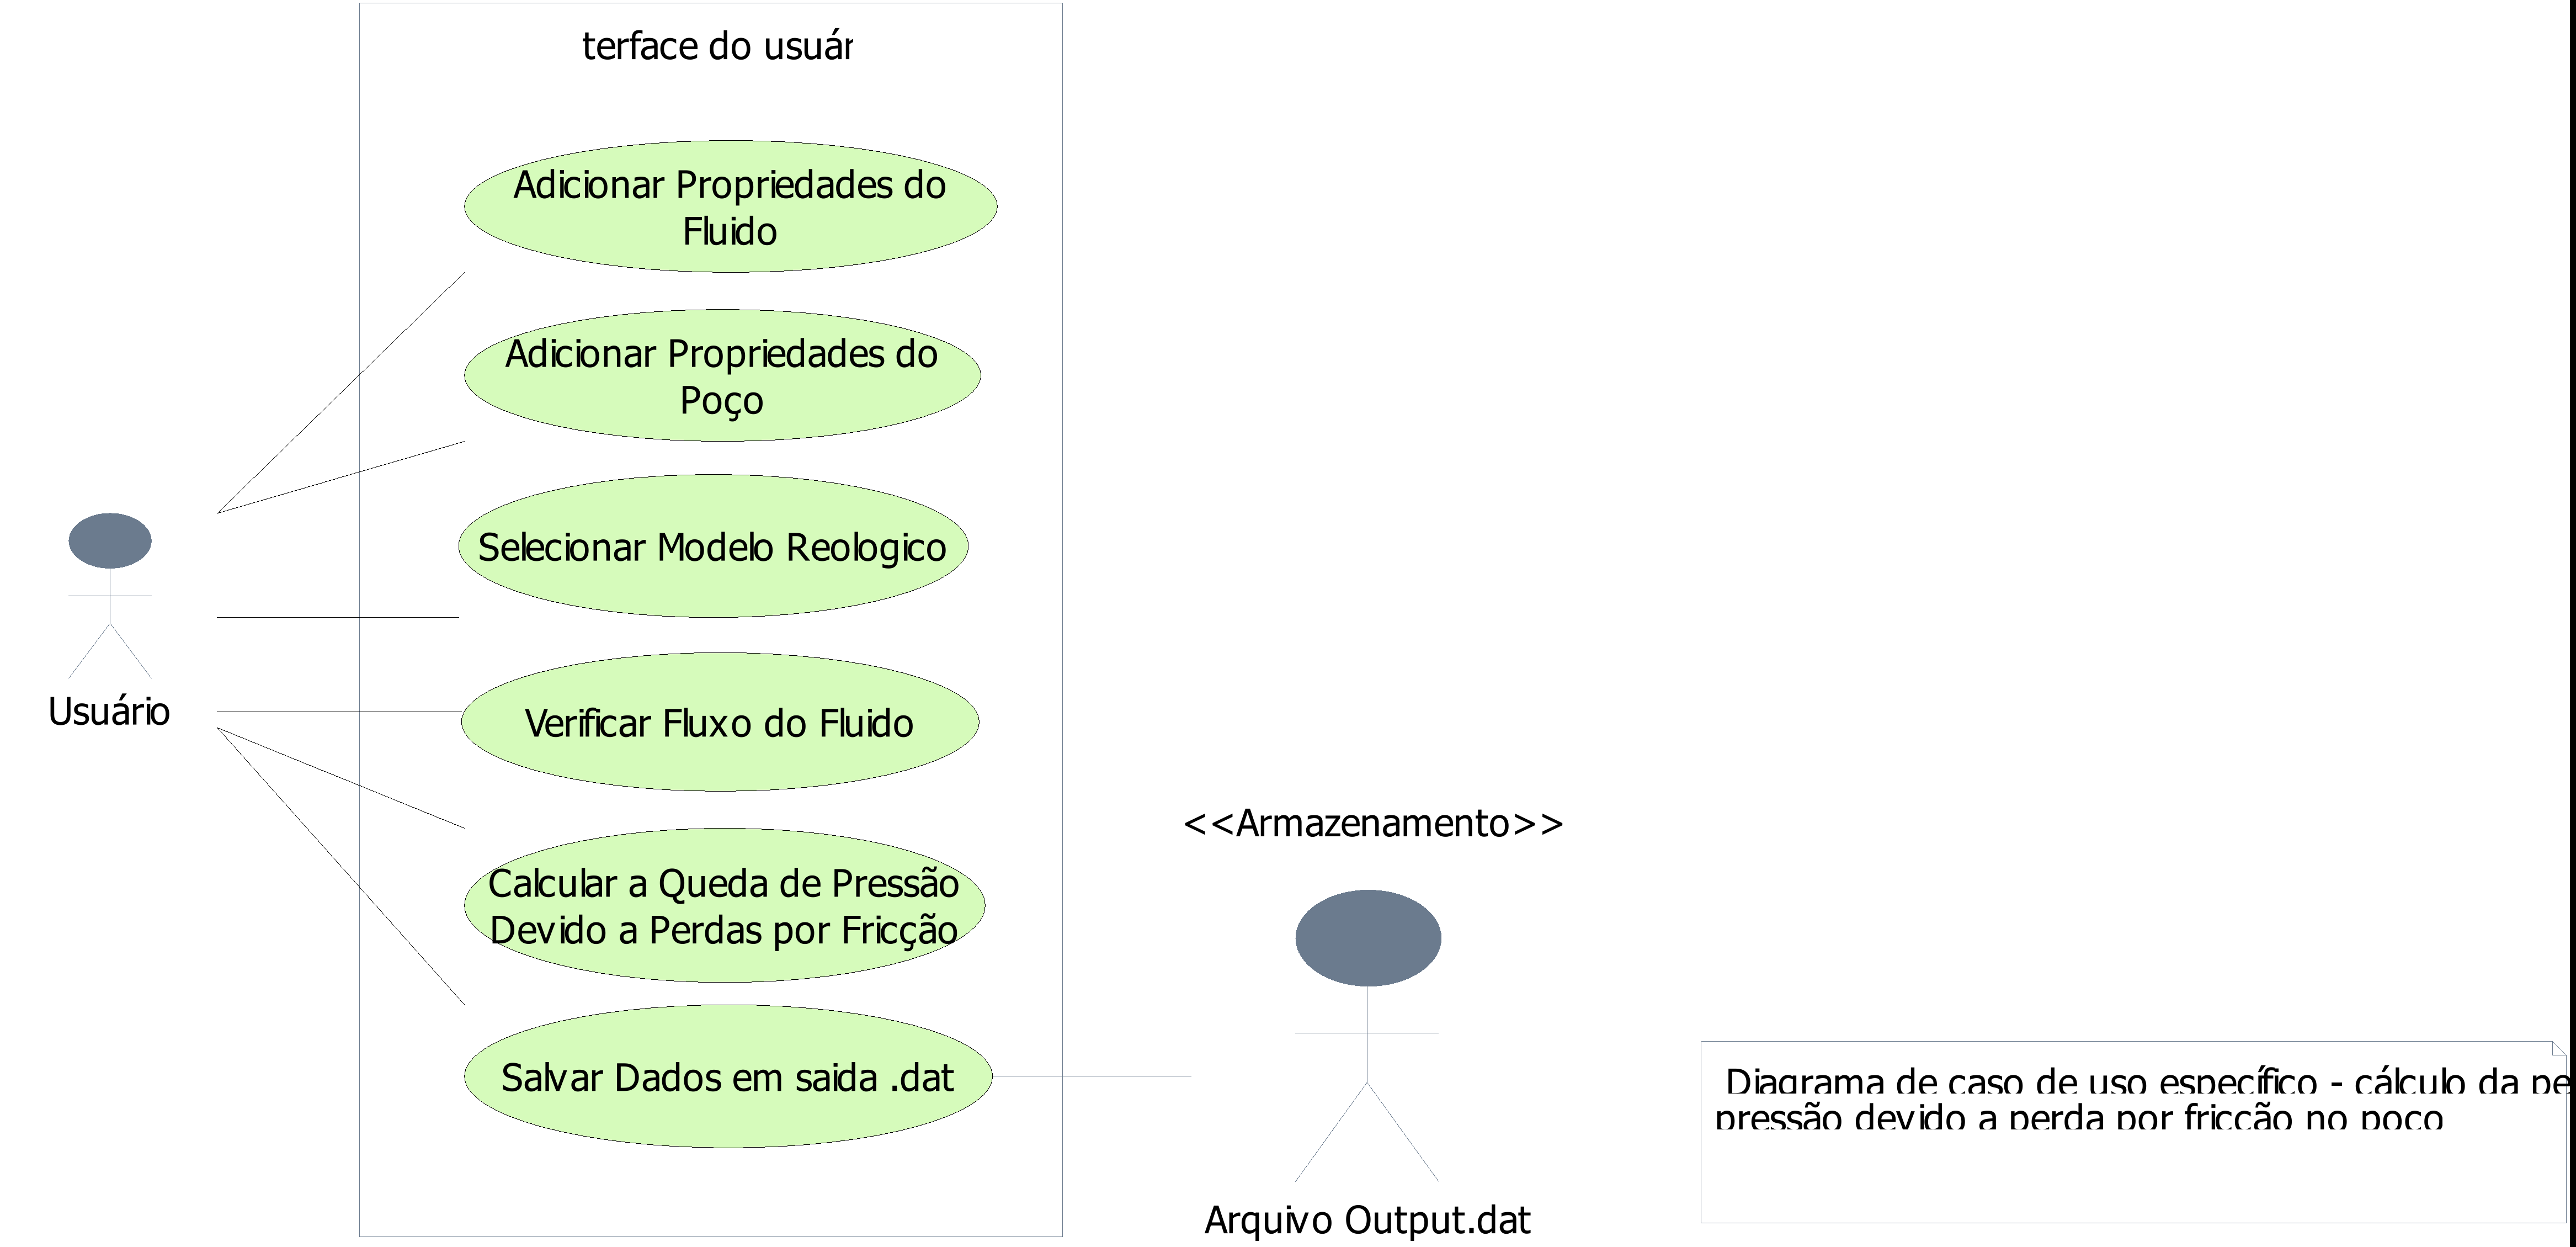 terface do usuár
Adicionar Propriedades do
Fluido
Adicionar Propriedades do
Poço
Selecionar Modelo Reologico
Verificar Fluxo do Fluido
Usuário
Calcular a Queda de Pressão
Devido a Perdas por Fricção
Salvar Dados em saida .dat
<<Armazenamento>>
Arquivo Output.dat
Diagrama de caso de uso específico - cálculo da pe
pressão devido a perda por fricção no poço